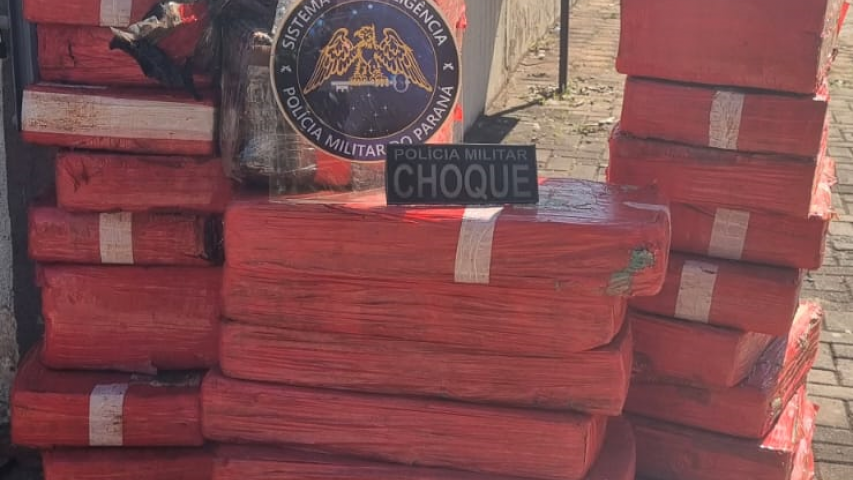 SISTEMA DE INTELIGÊNCIA
POLÍCIA MILITAR DO PARANÁ
POLÍCIA MILITAR
CHOQUE